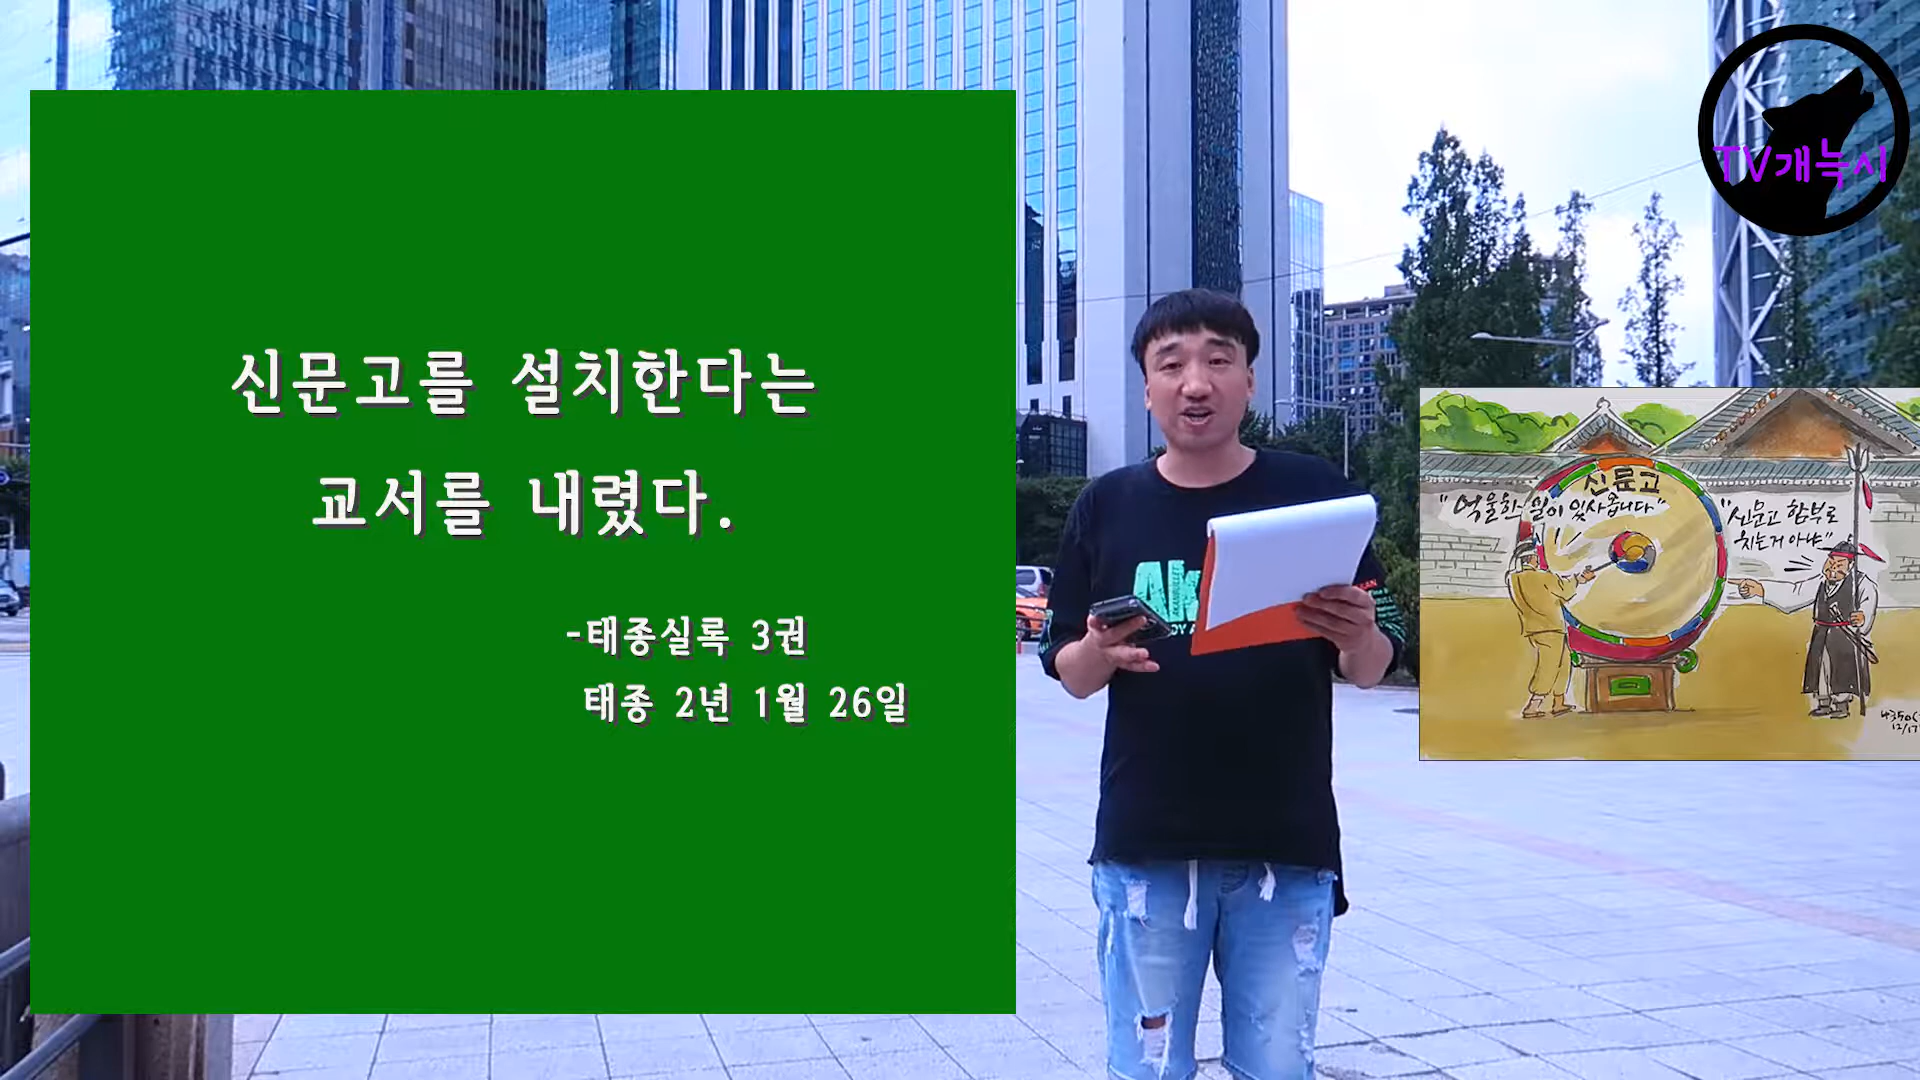 신문고를 설치한다는
교서를 내렸다.
-태종실록 3권
태종 2년 1월 26일
TV개늑시
신문고
"억울한 일이 있사옵니다"
"신문고 함부로
치는거 아냐"
12/17
Ak